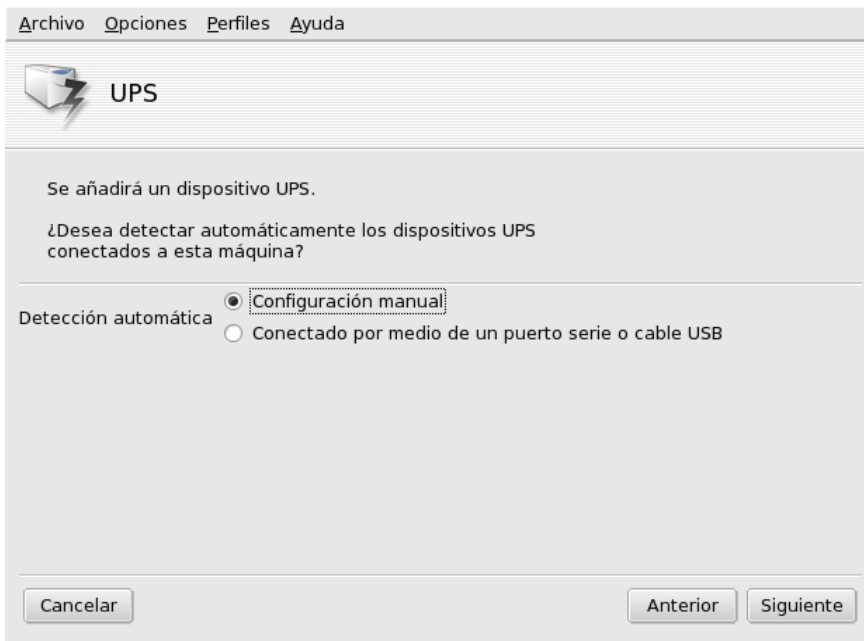 Archivo Opciones Perfiles Ayuda
UPS
Se añadirá un dispositivo UPS.
¿Desea detectar automáticamente los dispositivos UPS
conectados a esta máquina?
Detección automática
Configuración manual
Conectado por medio de un puerto serie o cable USB
Cancelar Anterior Siguiente